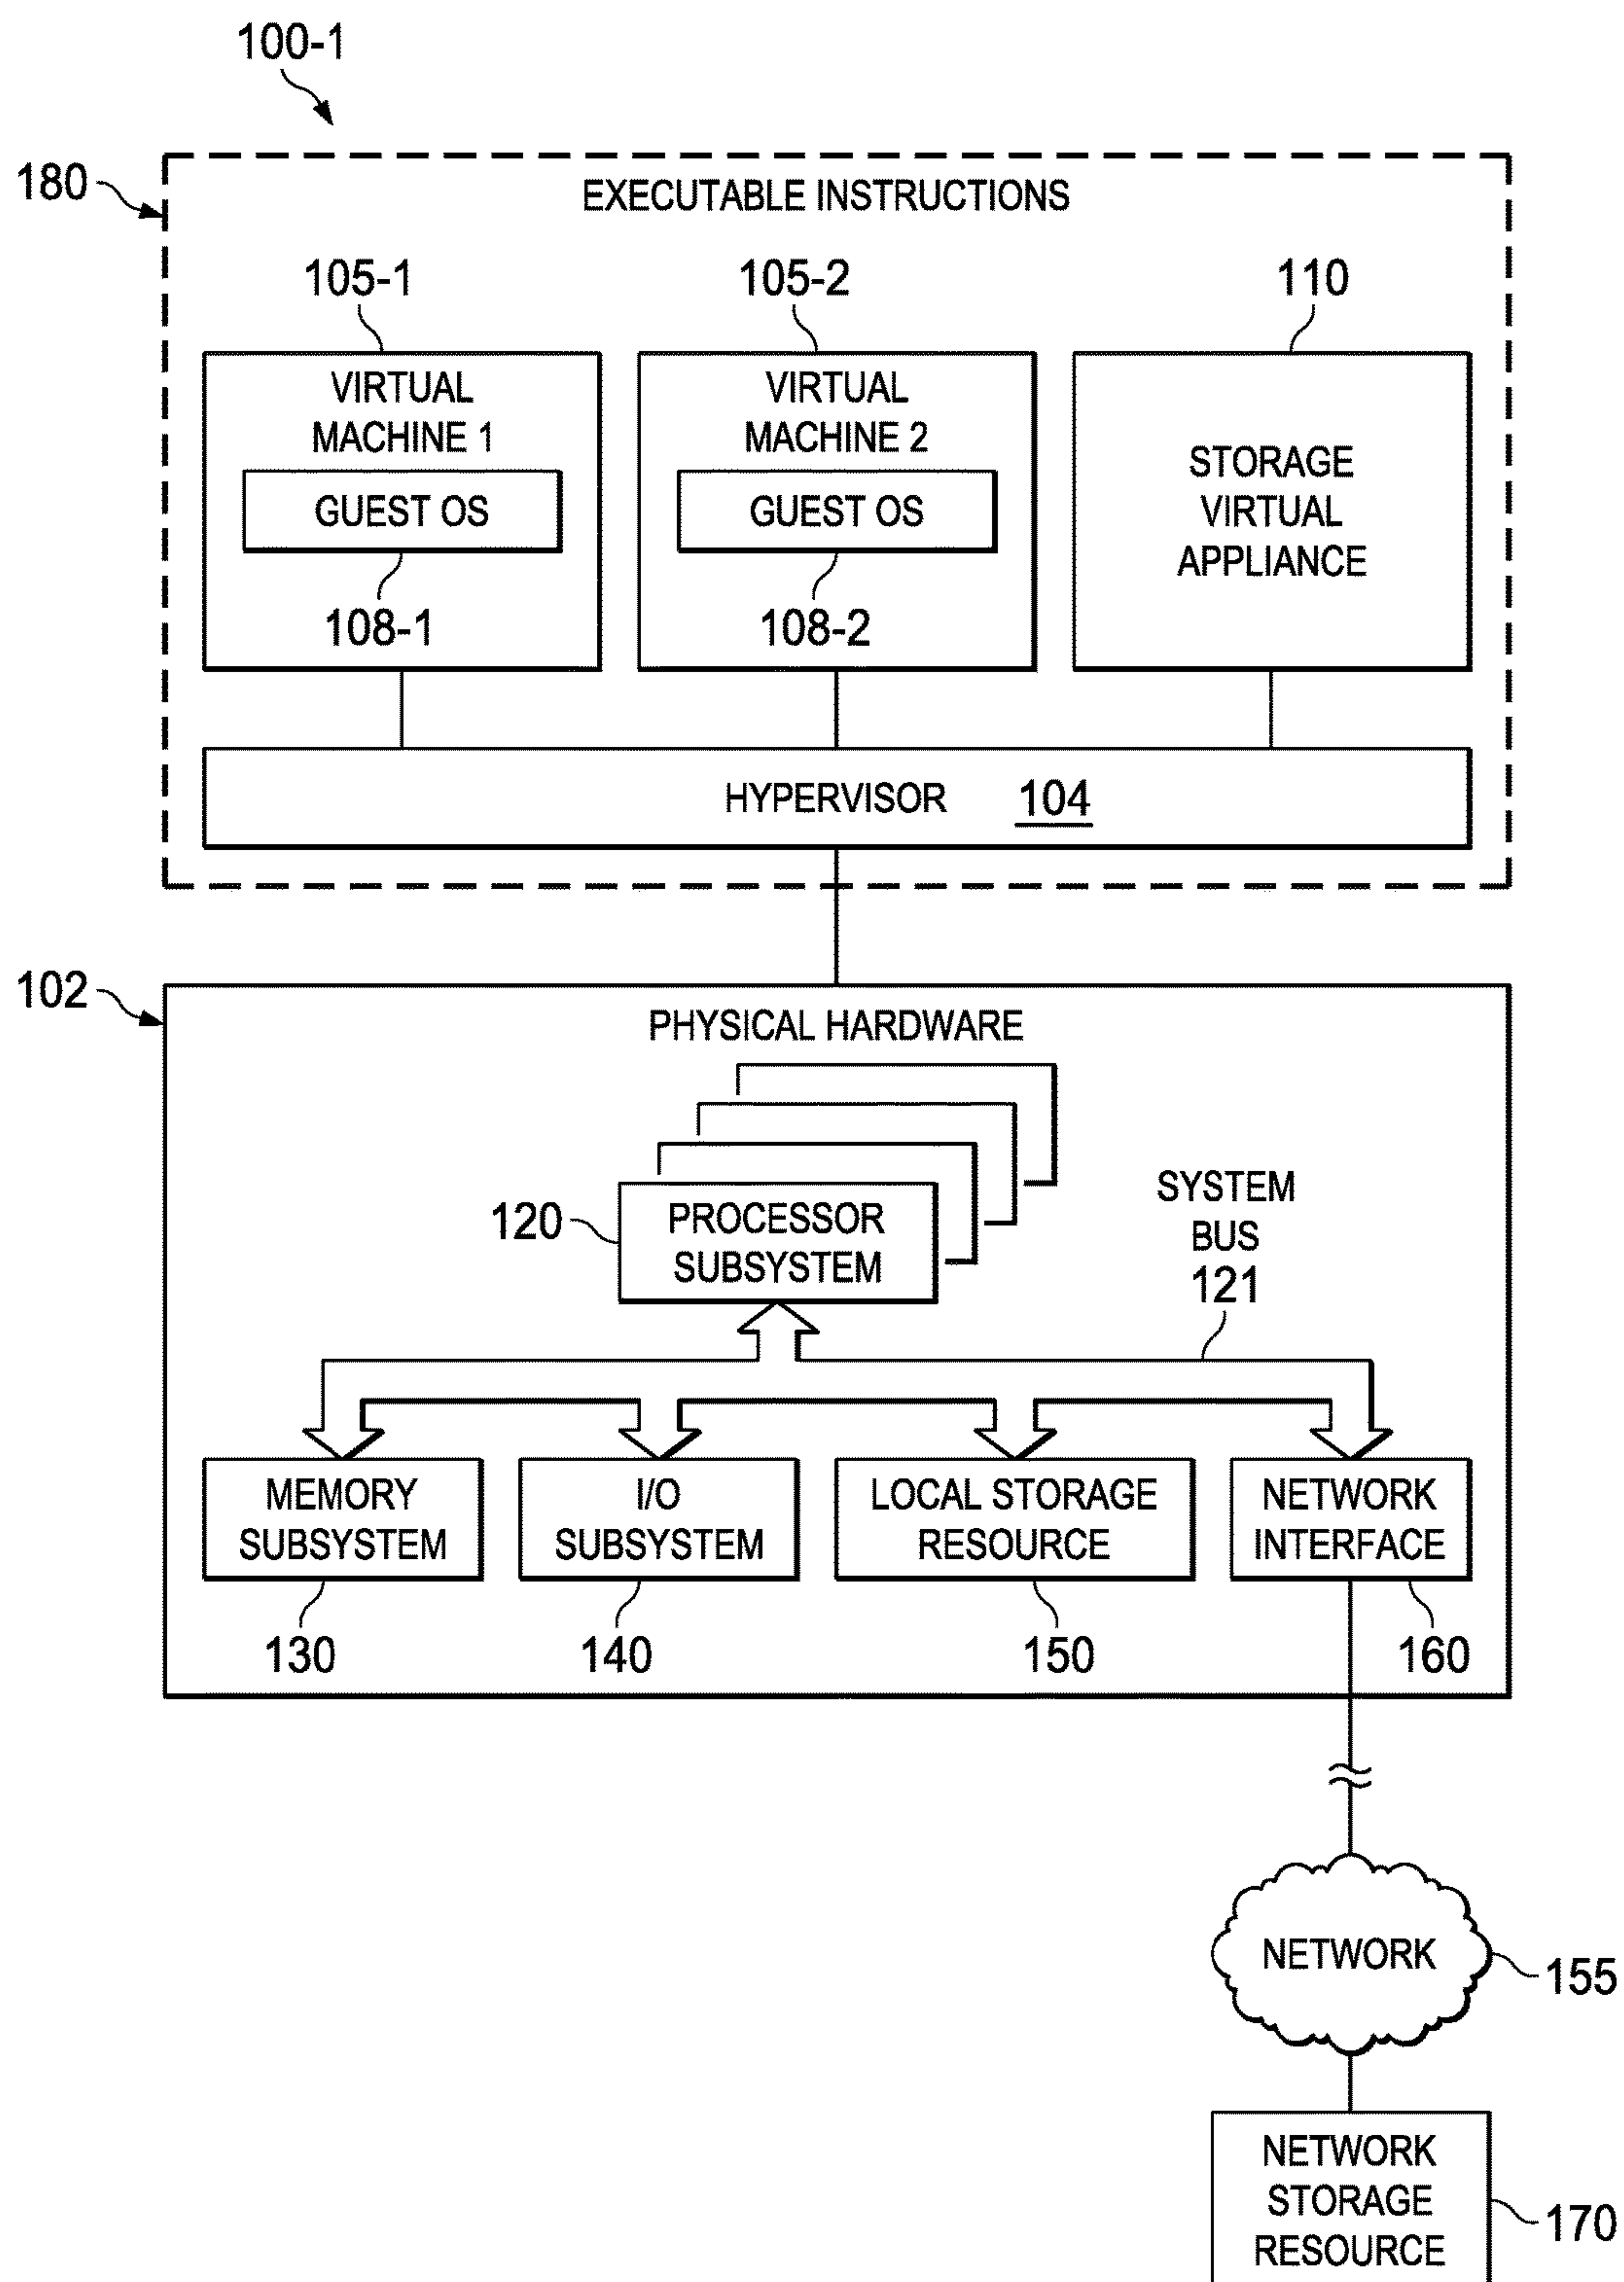 100-1
180
EXECUTABLE INSTRUCTIONS
105-1
105-2
110
VIRTUAL
MACHINE 1
GUEST OS
108-1
VIRTUAL
MACHINE 2
GUEST OS
108-2
STORAGE
VIRTUAL
APPLIANCE
HYPERVISOR 104
102
PHYSICAL HARDWARE
120
PROCESSOR
SUBSYSTEM
SYSTEM
BUS
121
MEMORY
SUBSYSTEM
I/O
SUBSYSTEM
LOCAL STORAGE
RESOURCE
NETWORK
INTERFACE
130
140
150
160
NETWORK
155
NETWORK
STORAGE
RESOURCE
170